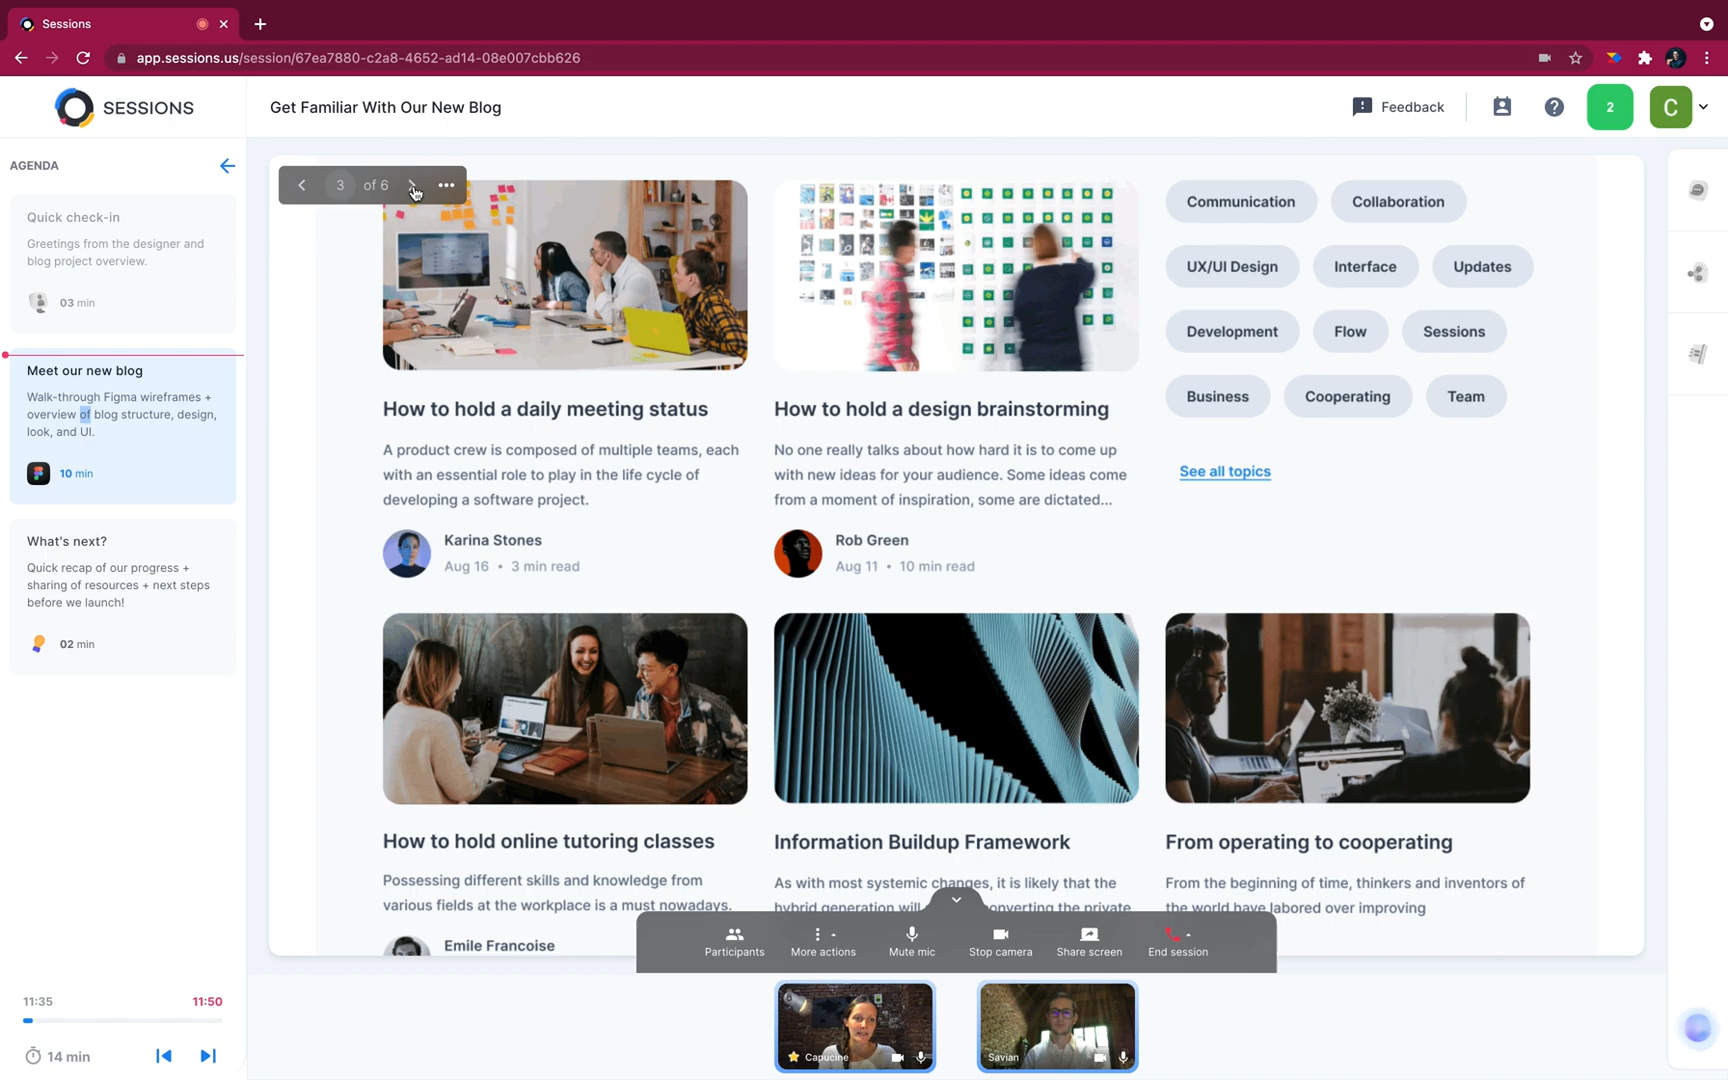 Sessions
app.sessions.us/session/67ea7880-c2a8-4652-ad14-08e007cbb626
SESSIONS
Get Familiar With Our New Blog
Feedback
2
C
AGENDA
Quick check-in
Greetings from the designer and
blog project overview.
03 min
Meet our new blog
Walk-through Figma wireframes +
overview of blog structure, design,
look, and UI.
10 min
What's next?
Quick recap of our progress +
sharing of resources + next steps
before we launch!
02 min
11:35
11:50
14 min
3 of 6
How to hold a daily meeting status
A product crew is composed of multiple teams, each
with an essential role to play in the life cycle of
developing a software project.
Karina Stones
Aug 16 • 3 min read
How to hold a design brainstorming
No one really talks about how hard it is to come up
with new ideas for your audience. Some ideas come
from a moment of inspiration, some are dictated...
Rob Green
Aug 11 • 10 min read
Communication
Collaboration
UX/UI Design
Interface
Updates
Development
Flow
Sessions
Business
Cooperating
Team
See all topics
How to hold online tutoring classes
Possessing different skills and knowledge from
various fields at the workplace is a must nowadays.
Emile Francoise
Information Buildup Framework
As with most systemic changes, it is likely that the
hybrid generation will converting the private
From operating to cooperating
From the beginning of time, thinkers and inventors of
the world have labored over improving
Participants
More actions
Mute mic
Stop camera
Share screen
End session
Capucine
Savian